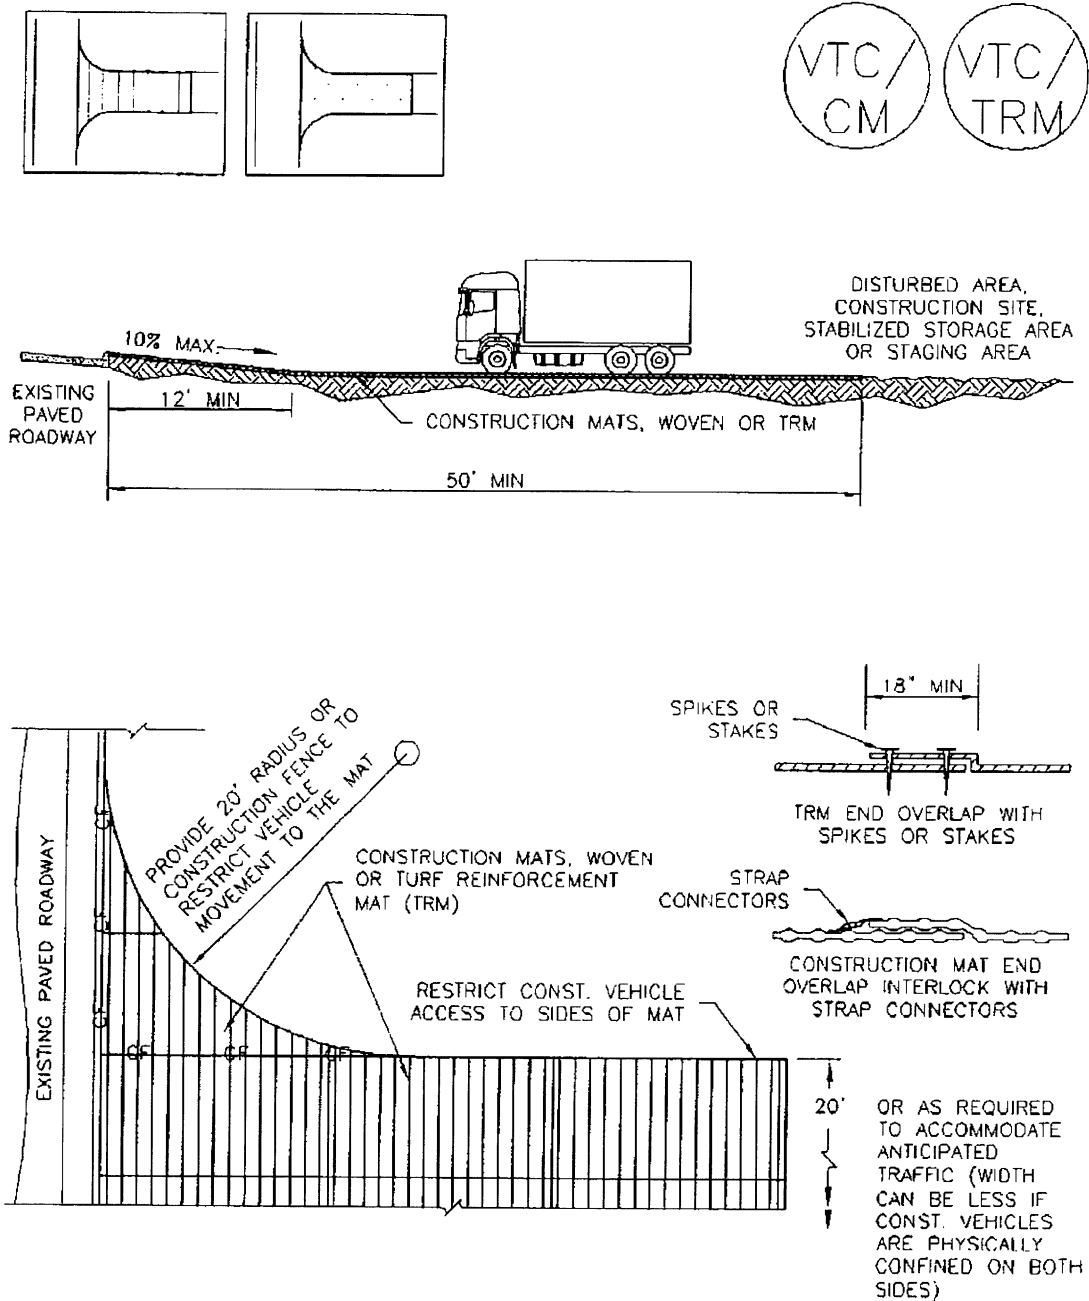 VTC/
CM
VTC/
TRM
DISTURBED AREA,
CONSTRUCTION SITE,
STABILIZED STORAGE AREA
OR STAGING AREA
10% MAX.
EXISTING
PAVED
ROADWAY
12' MIN
CONSTRUCTION MATS, WOVEN OR TRM
50' MIN
18" MIN
SPIKES OR
STAKES
TRM END OVERLAP WITH
SPIKES OR STAKES
PROVIDE 20' RADIUS OR
CONSTRUCTION FENCE TO
RESTRICT VEHICLE
MOVEMENT TO THE MAT
CONSTRUCTION MATS, WOVEN
OR TURF REINFORCEMENT
MAT (TRM)
STRAP
CONNECTORS
CONSTRUCTION MAT END
OVERLAP INTERLOCK WITH
STRAP CONNECTORS
RESTRICT CONST. VEHICLE
ACCESS TO SIDES OF MAT
EXISTING PAVED ROADWAY
CF
CF
CF
CF
CF
CF
20'
OR AS REQUIRED
TO ACCOMMODATE
ANTICIPATED
TRAFFIC (WIDTH
CAN BE LESS IF
CONST. VEHICLES
ARE PHYSICALLY
CONFINED ON BOTH
SIDES)